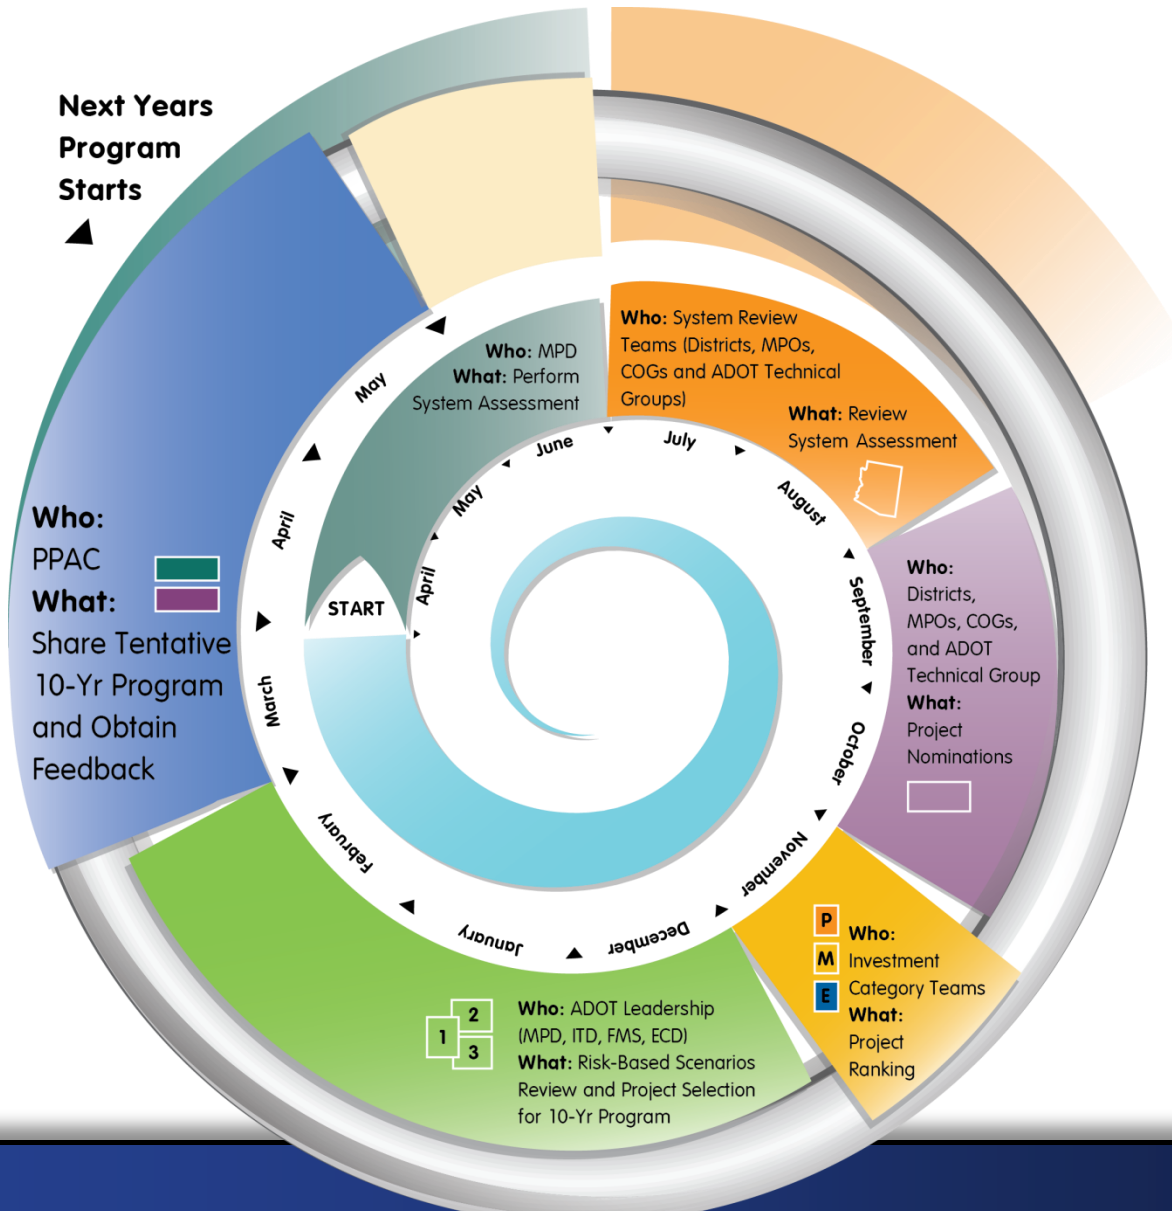 Next Years
Program
Starts
Who: MPD
What: Perform
System Assessment
Who: System Review
Teams (Districts, MPOs,
COGs and ADOT Technical
Groups)
What: Review
System Assessment
Who:
Districts,
MPOs, COGs,
and ADOT
Technical Group
What:
Project
Nominations
P
M
E
Who:
Investment
Category Teams
What:
Project
Ranking
1
2
3
Who: ADOT Leadership
(MPD, ITD, FMS, ECD)
What: Risk-Based Scenarios
Review and Project Selection
for 10-Yr Program
Who:
PPAC
What:
Share Tentative
10-Yr Program
and Obtain
Feedback
START
April
May
June
July
August
September
October
November
December
January
February
March
April
May